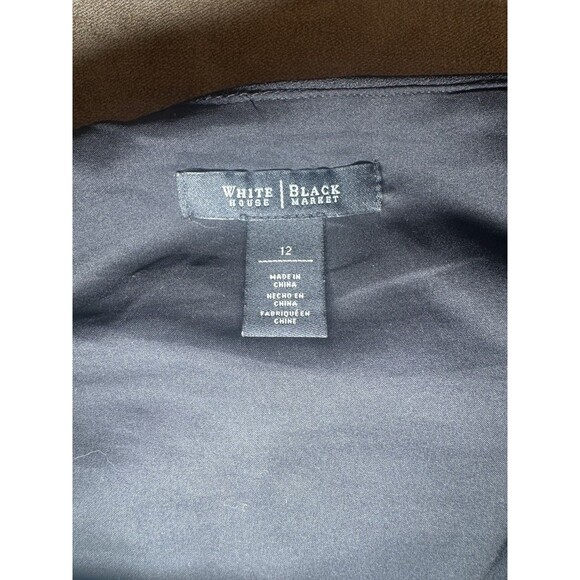 WHITE | BLACK
HOUSE | MARKET
12
MADE IN
CHINA
HECHO EN
CHINA
FABRIQUÉ EN
CHINE